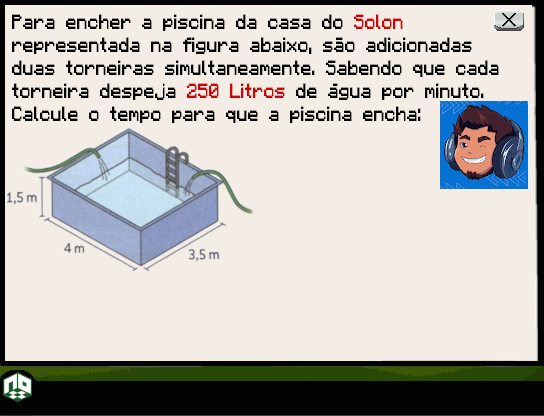 Para encher a piscina da casa do Solon
representada na figura abaixo, são adicionadas
duas torneiras simultaneamente. Sabendo que cada
torneira despeja 250 Litros de água por minuto.
Calcule o tempo para que a piscina encha:
1,5 m
4 m
3,5 m